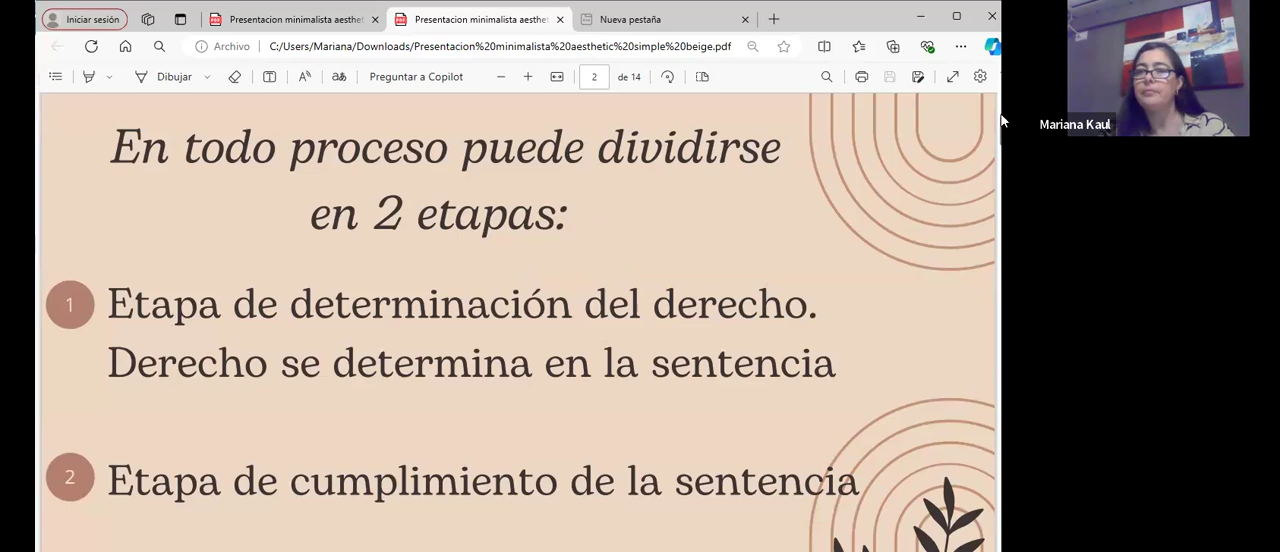 Iniciar sesión
Presentacion minimalista aesthet
Presentacion minimalista aesthet
Nueva pestaña
Archivo
C:/Users/Mariana/Downloads/Presentacion%20minimalista%20aesthetic%20simple%20beige.pdf
Dibujar
Preguntar a Copilot
2
de 14
En todo proceso puede dividirse
en 2 etapas:
1
Etapa de determinación del derecho.
Derecho se determina en la sentencia
2
Etapa de cumplimiento de la sentencia
Mariana Kaul